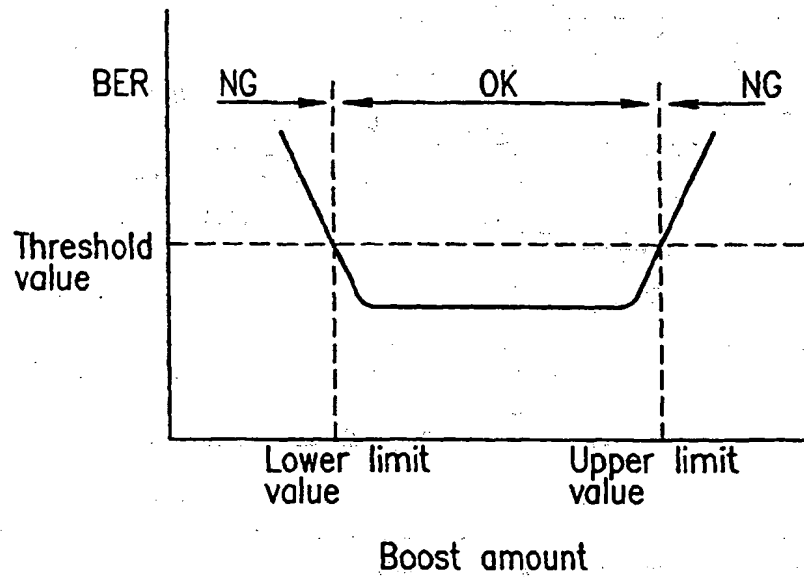 BER
NG
OK
NG
Threshold
value
Lower limit
value
Upper limit
value
Boost amount